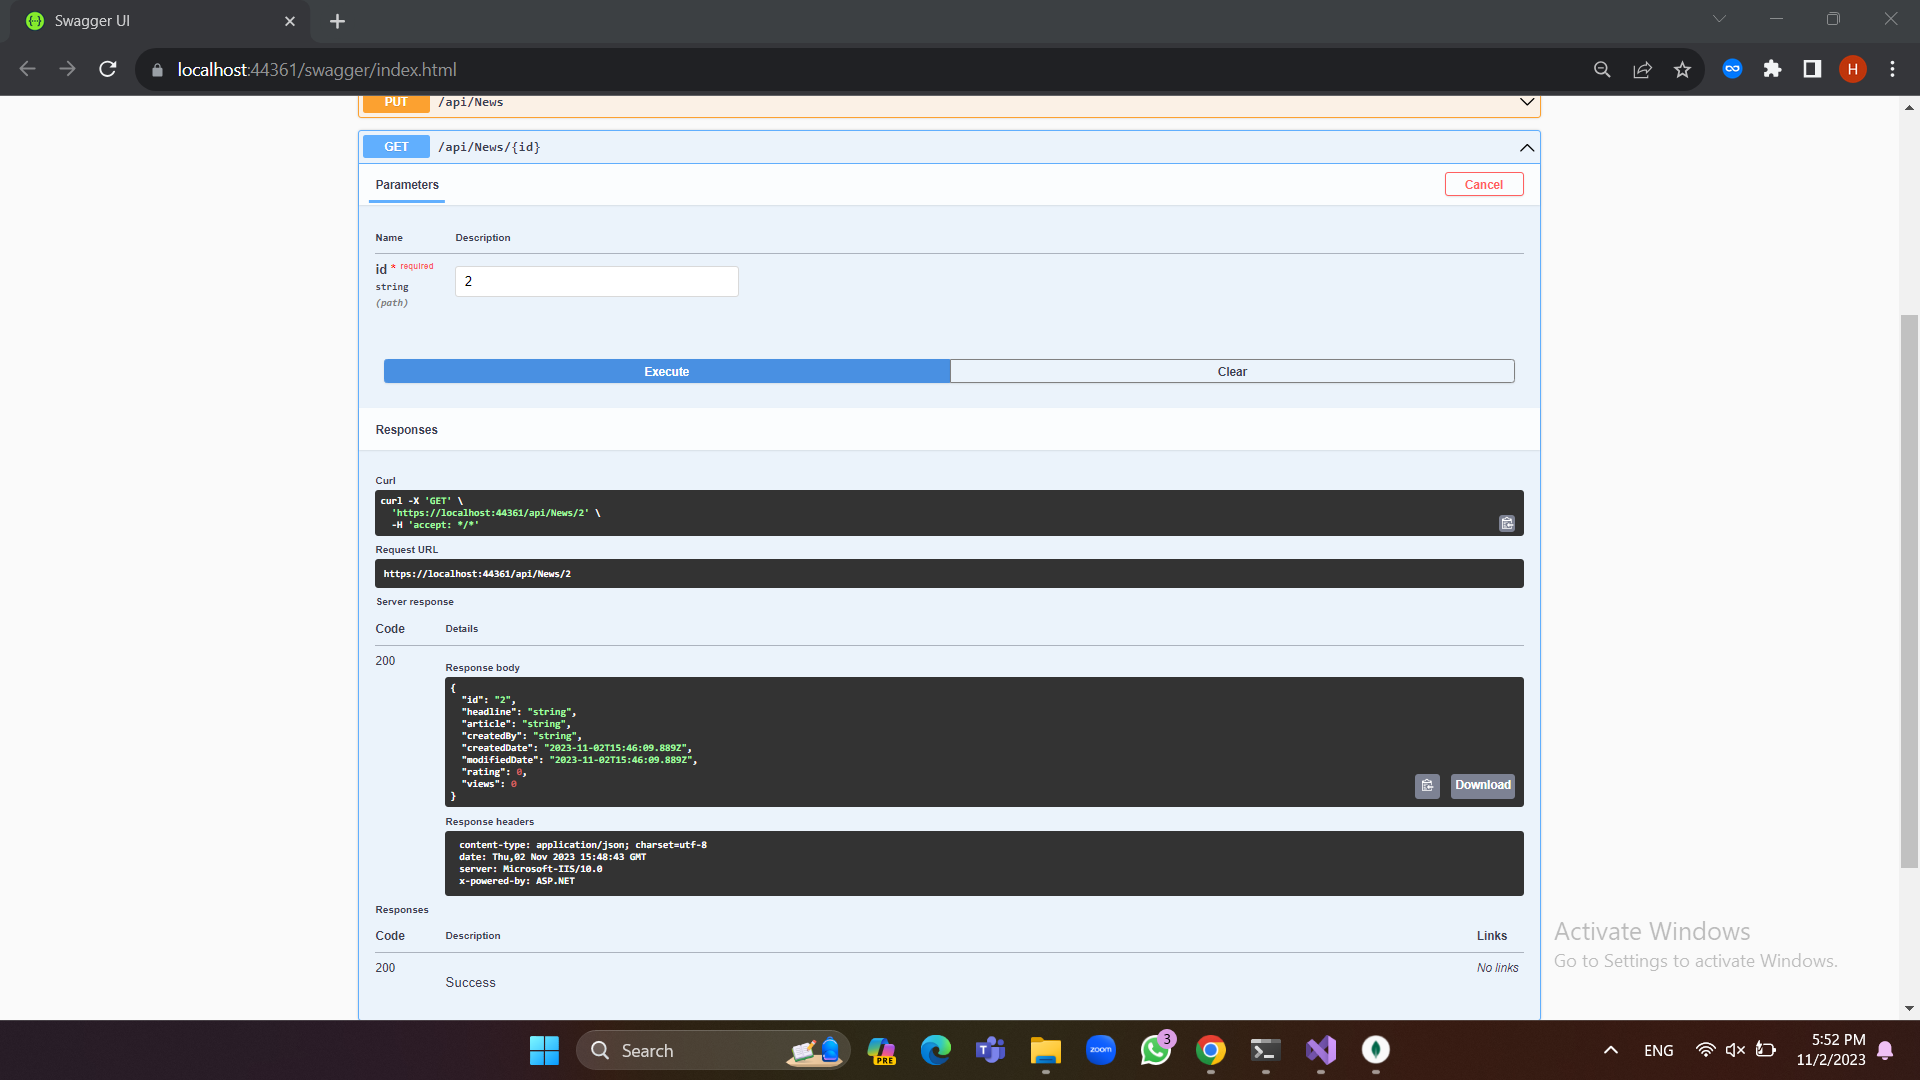 Swagger UI
localhost:44361/swagger/index.html
H
PUT /api/News
GET /api/News/{id}
Parameters
Cancel
Name Description
id * required
string
(path)
2
Execute
Clear
Responses
Curl
curl -X 'GET' \
'https://localhost:44361/api/News/2' \
-H 'accept: */*'
Request URL
https://localhost:44361/api/News/2
Server response
Code Details
200
Response body
{
"id": "2",
"headline": "string",
"article": "string",
"createdBy": "string",
"createdDate": "2023-11-02T15:46:09.889Z",
"modifiedDate": "2023-11-02T15:46:09.889Z",
"rating": 0,
"views": 0
}
Download
Response headers
content-type: application/json; charset=utf-8
date: Thu,02 Nov 2023 15:48:43 GMT
server: Microsoft-IIS/10.0
x-powered-by: ASP.NET
Responses
Code Description Links
200
Success
No links
Activate Windows
Go to Settings to activate Windows.
Search
PRE
zoom
3
ENG
5:52 PM
11/2/2023